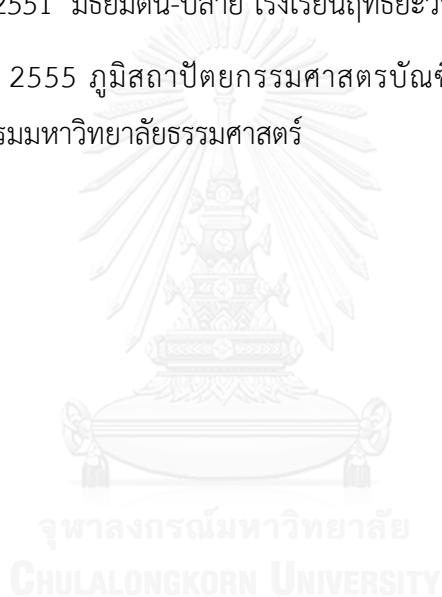 2551 มัธยมต้น-ปลาย โรงเรียนฤทธิยะว
2555 ภูมิสถาปัตยกรรมศาสตรบัณฑ
รมมหาวิทยาลัยธรรมศาสตร์
จุฬาลงกรณ์มหาวิทยาลัย
CHULALONGKORN UNIVERSITY